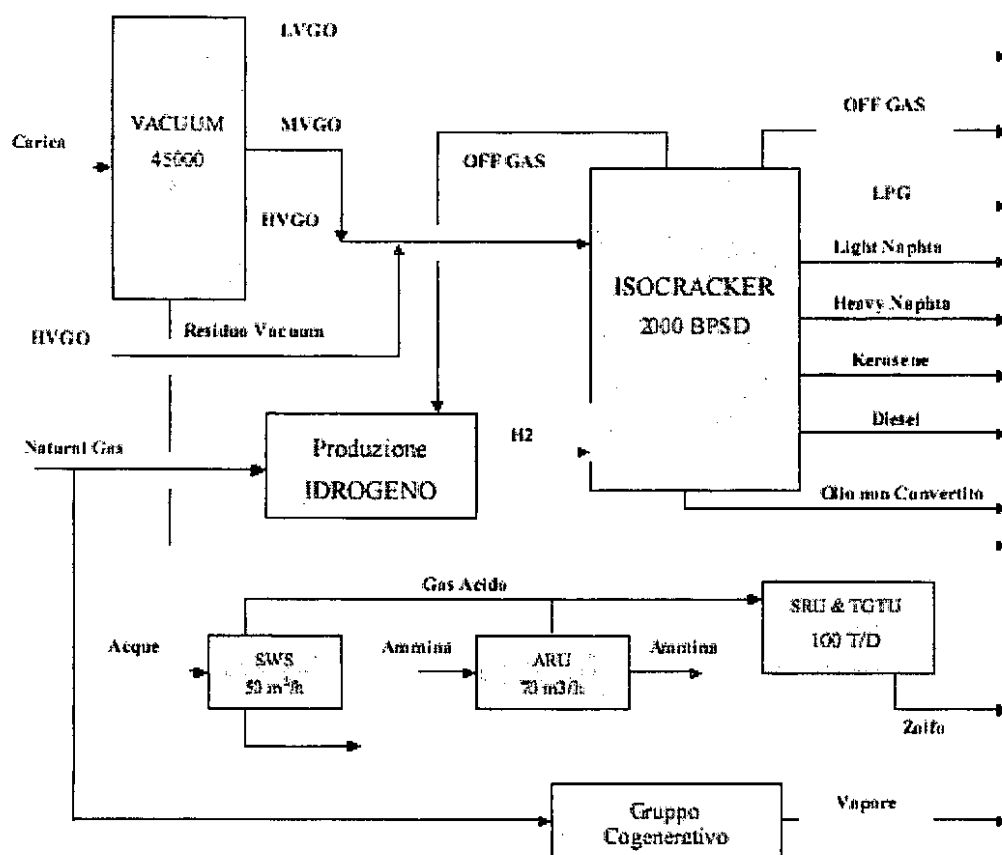 LVGO
VACUUM
45000
MVGO
OFF GAS
Carica
OFF GAS
LPG
HVGO
Light Naphta
ISOCRACKER
2000 BPSD
Heavy Naphta
HVGO
Residuo Vacuum
Kerosene
Diesel
H2
Natural Gas
Produzione
IDROGENO
Olio non Convertito
Gas Acido
SRU & TGTU
100 T/D
Acque
SWS
50 m³/h
Ammina
ARU
70 m3/h
Ammina
Zolfo
Vapore
Gruppo
Cogenerativo